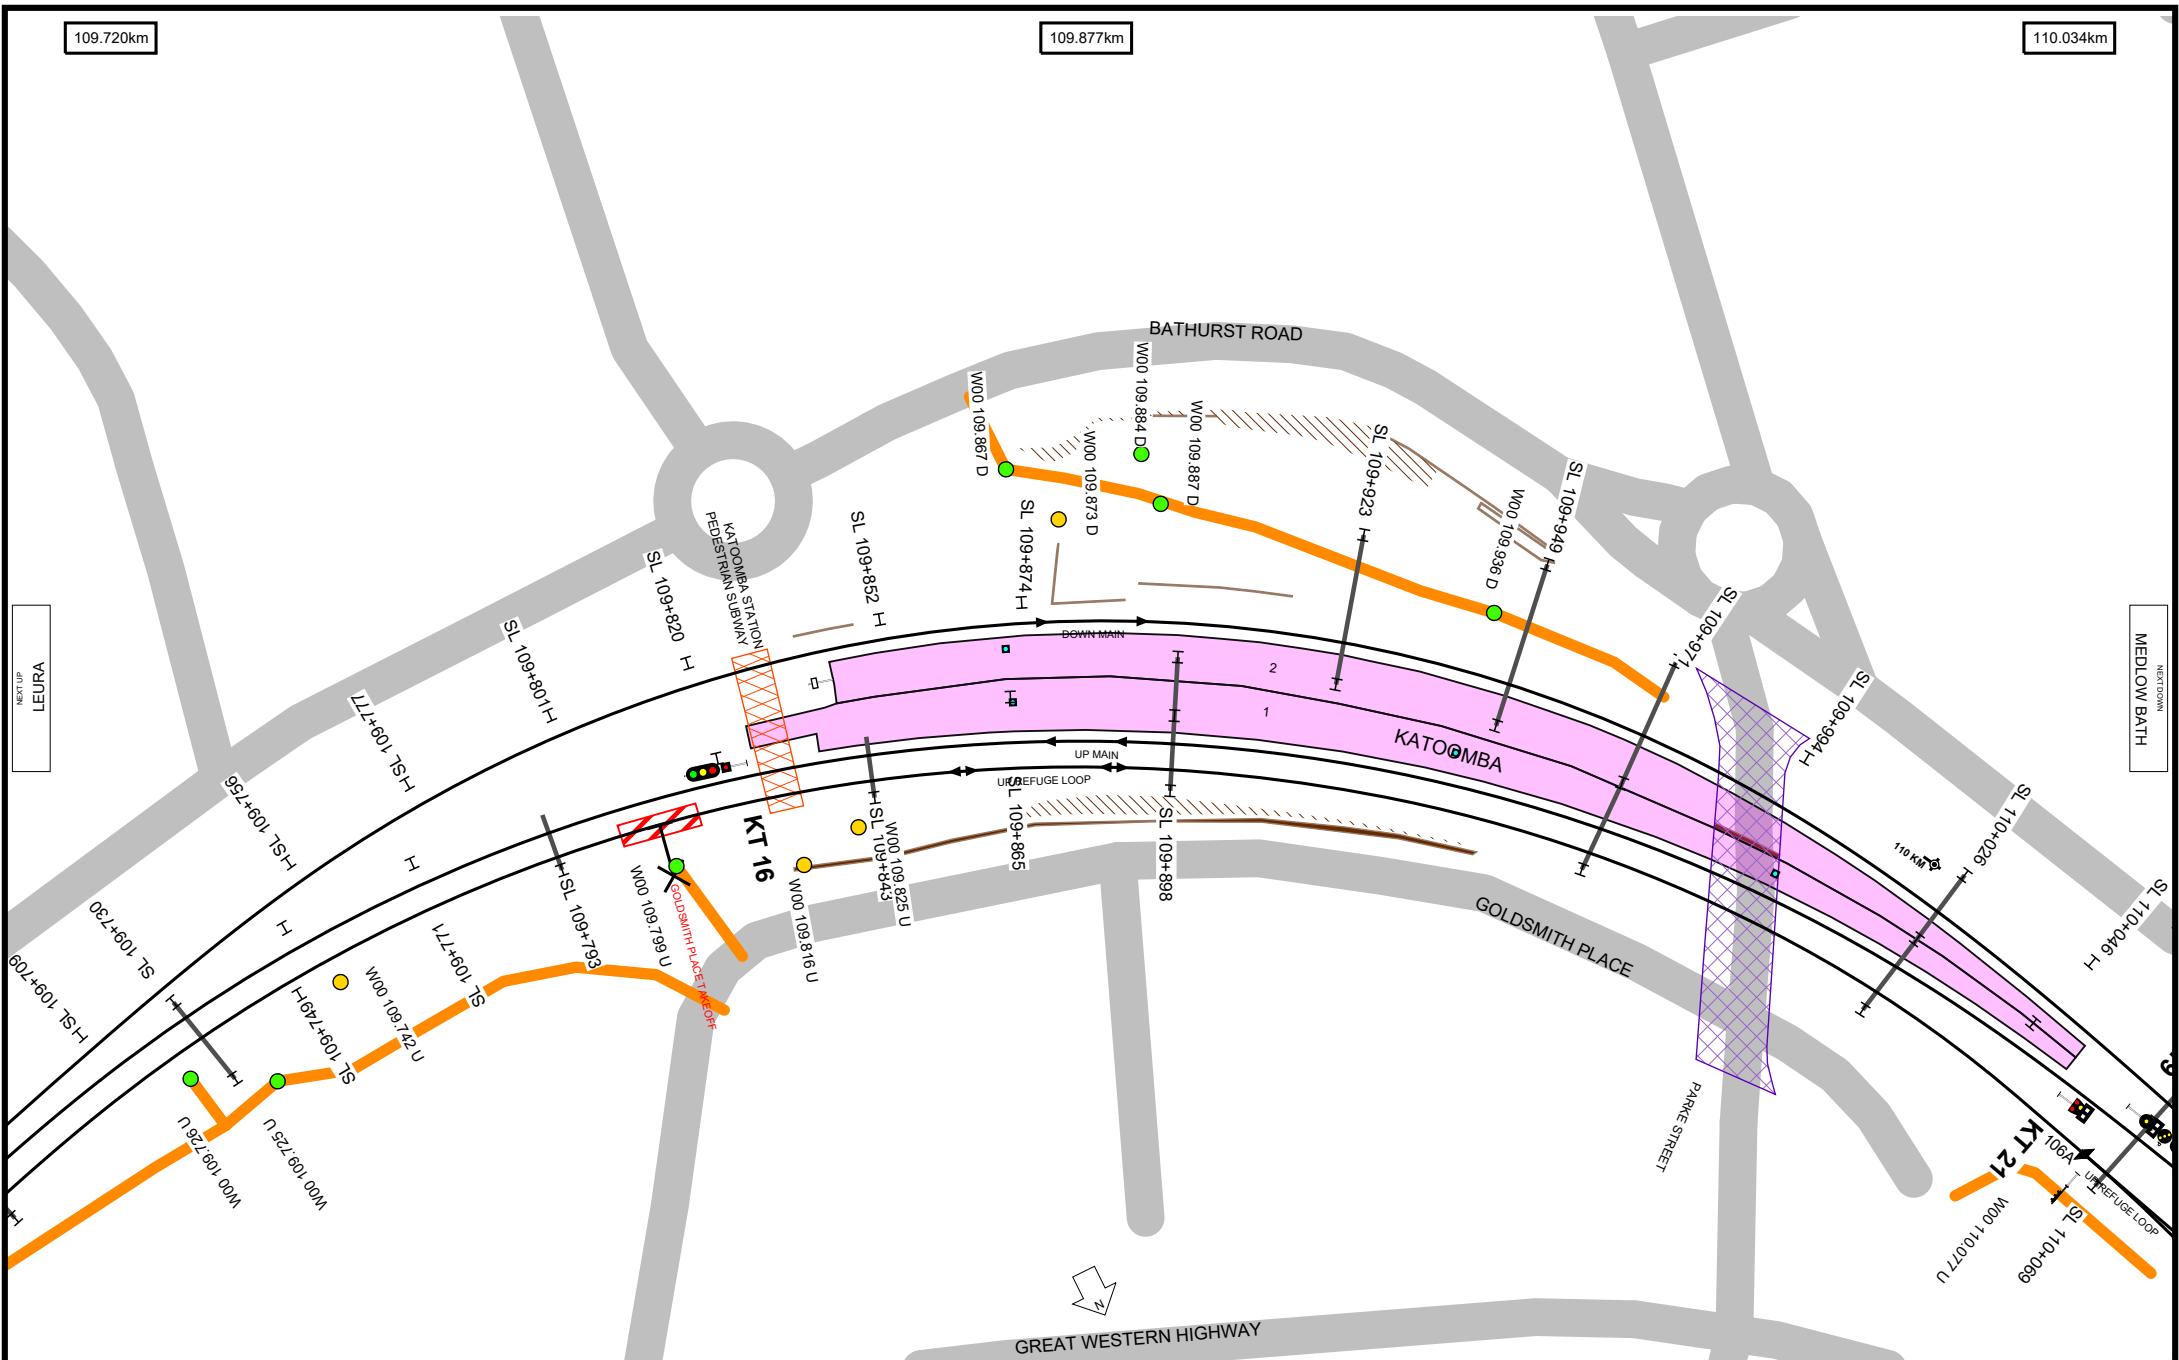 109.720km
109.877km
110.034km
BATHURST ROAD
W00 109.884 D
W00 109.867 D
W00 109.887 D
W00 109.873 D
SL 109+923
SL 109+949
W00 109.936 D
SL 109+874
SL 109+852
KATOOMBA STATION
PEDESTRIAN SUBWAY
SL 109+820
SL 109+801
SL 109+777
SL 109+756
SL 109+730
SL 109+709
SL 109+971
SL 109+994
SL 110+026
SL 110+046
NEXT UP
LEURA
NEXT DOWN
MEDLOW BATH
DOWN MAIN
2
1
KATOOMBA
UP MAIN
UP REFUGE LOOP
KT 16
SL 109+843
W00 109.825 U
SL 109+865
SL 109+898
W00 109.816 U
W00 109.799 U
GOLDSMITH PLACE TAKEOFF
SL 109+793
SL 109+771
SL 109+749
W00 109.742 U
W00 109.726 U
W00 109.725 U
GOLDSMITH PLACE
110 KM
PARKE STREET
KT 21
106A
UP REFUGE LOOP
W00 110.077 U
SL 110+069
N
GREAT WESTERN HIGHWAY